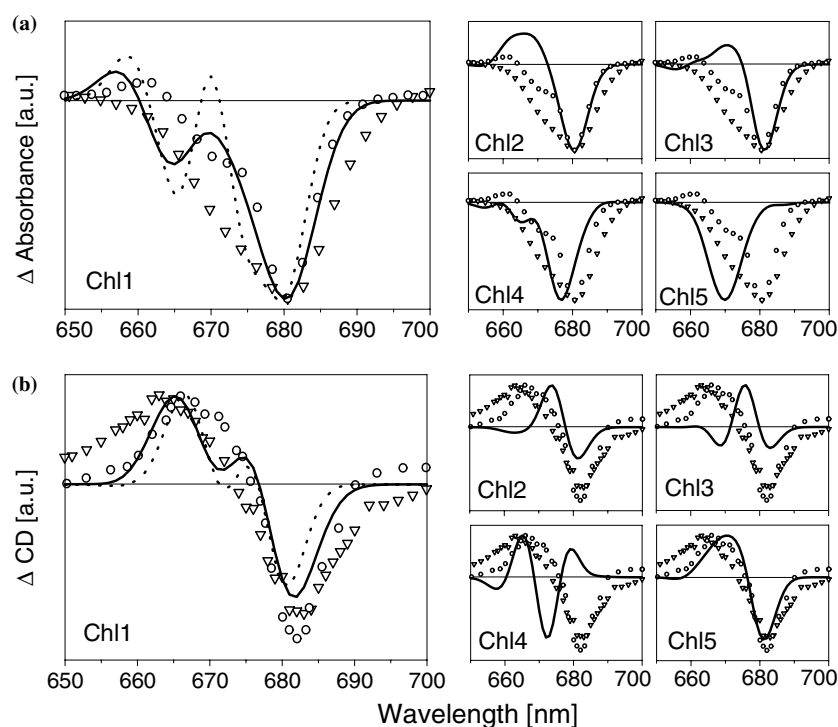 (a)
Δ Absorbance [a.u.]
Chl1
650 660 670 680 690 700
Chl2
Chl3
Chl4
Chl5
660 680 700
660 680 700
(b)
Δ CD [a.u.]
Chl1
650 660 670 680 690 700
Chl2
Chl3
Chl4
Chl5
660 680 700
660 680 700
Wavelength [nm]